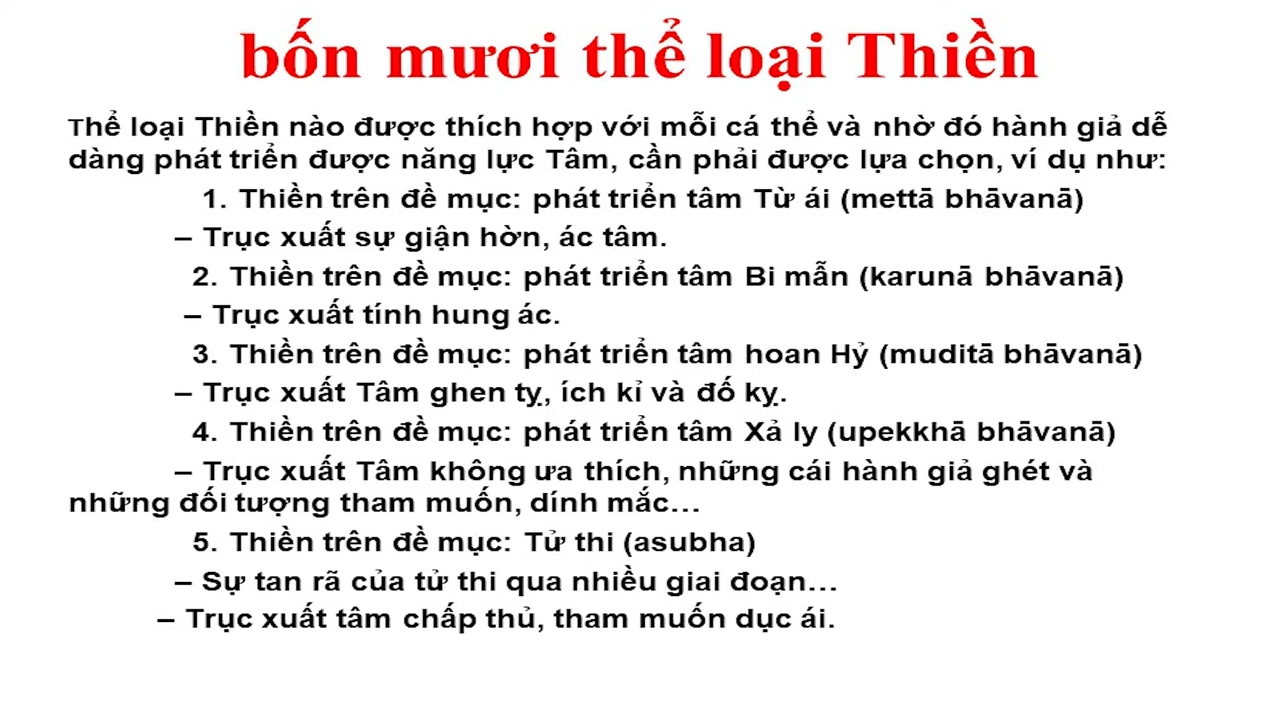 bốn mươi thể loại Thiền
Thể loại Thiền nào được thích hợp với mỗi cá thể và nhờ đó hành giả dễ
dàng phát triển được năng lực Tâm, cần phải được lựa chọn, ví dụ như:
1. Thiền trên đề mục: phát triển tâm Từ ái (mettā bhāvanā)
– Trục xuất sự giận hờn, ác tâm.
2. Thiền trên đề mục: phát triển tâm Bi mẫn (karunā bhāvanā)
– Trục xuất tính hung ác.
3. Thiền trên đề mục: phát triển tâm hoan Hỷ (muditā bhāvanā)
– Trục xuất Tâm ghen tỵ, ích kỉ và đố kỵ.
4. Thiền trên đề mục: phát triển tâm Xả ly (upekkhā bhāvanā)
– Trục xuất Tâm không ưa thích, những cái hành giả ghét và
những đối tượng tham muốn, dính mắc...
5. Thiền trên đề mục: Tử thi (asubha)
– Sự tan rã của tử thi qua nhiều giai đoạn...
– Trục xuất tâm chấp thủ, tham muốn dục ái.